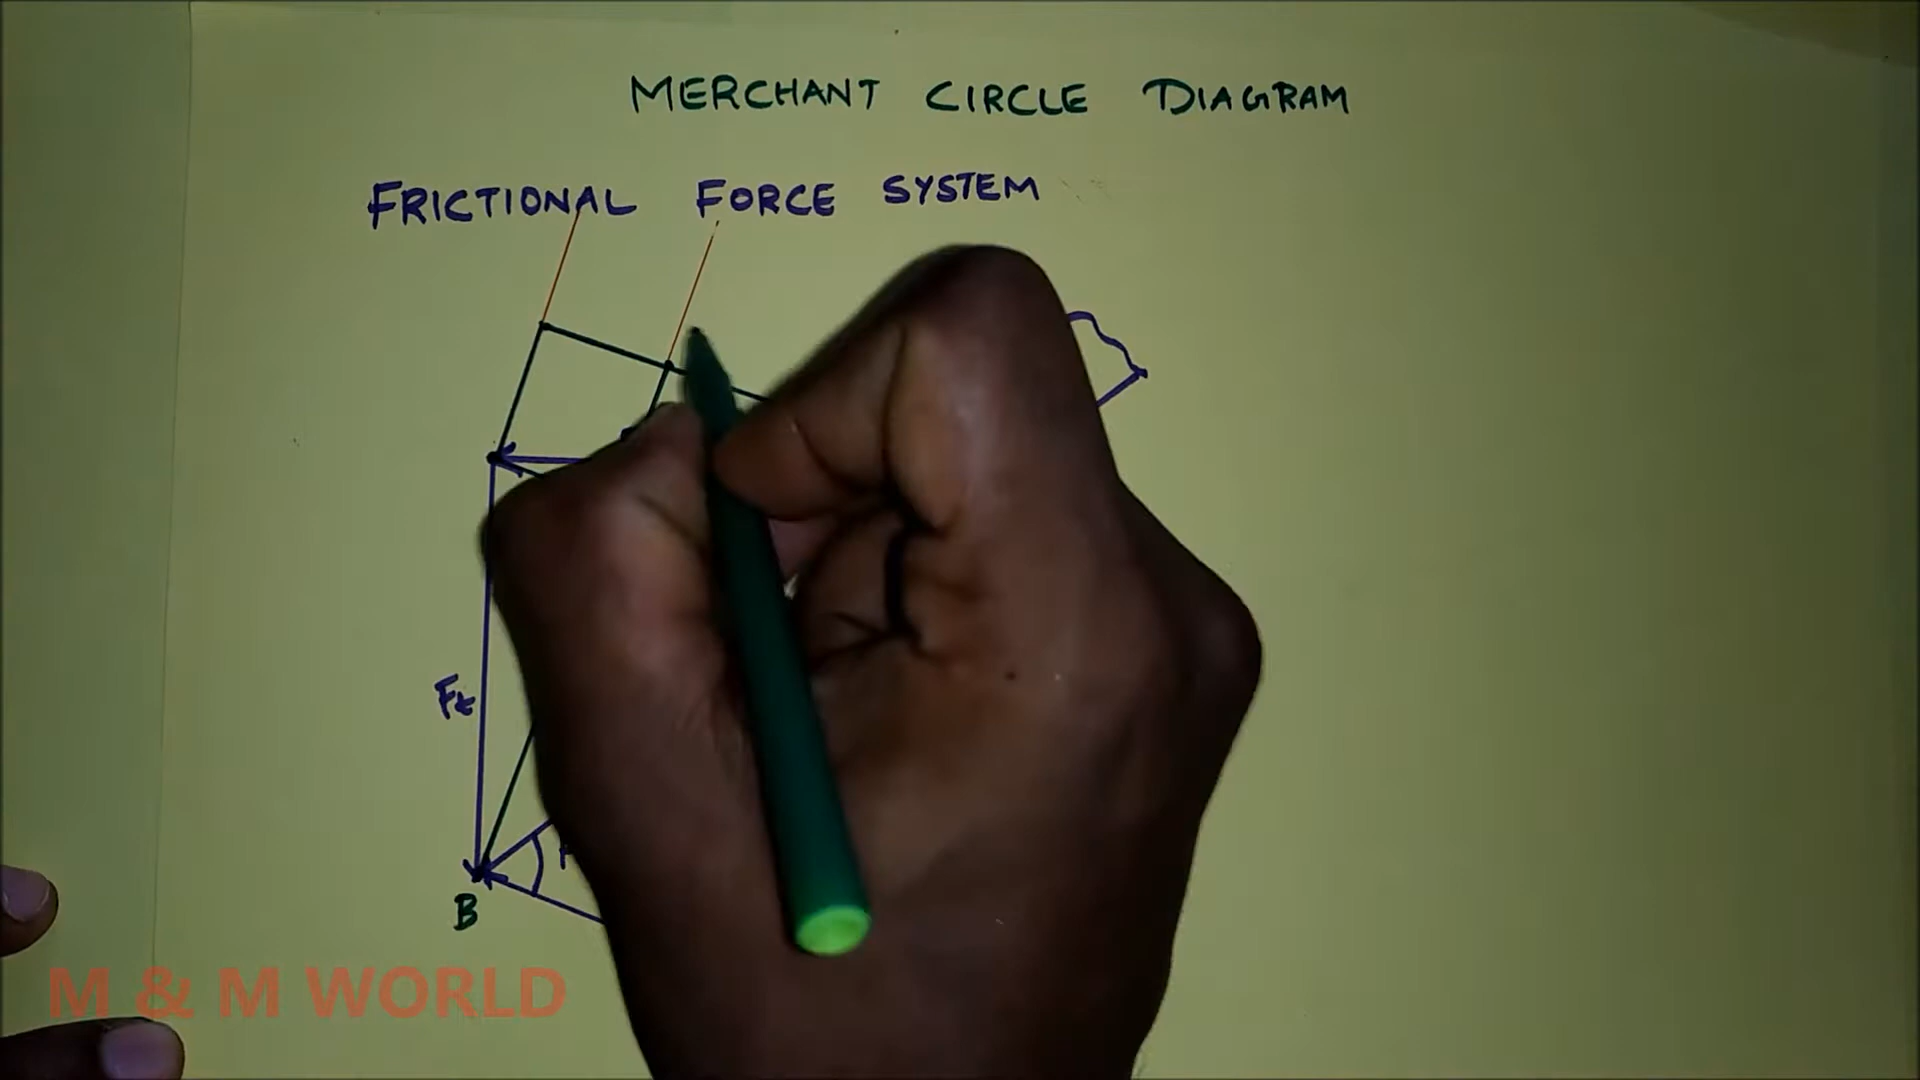 MERCHANT CIRCLE DIAGRAM
FRICTIONAL FORCE SYSTEM
Ft
B
M & M WORLD